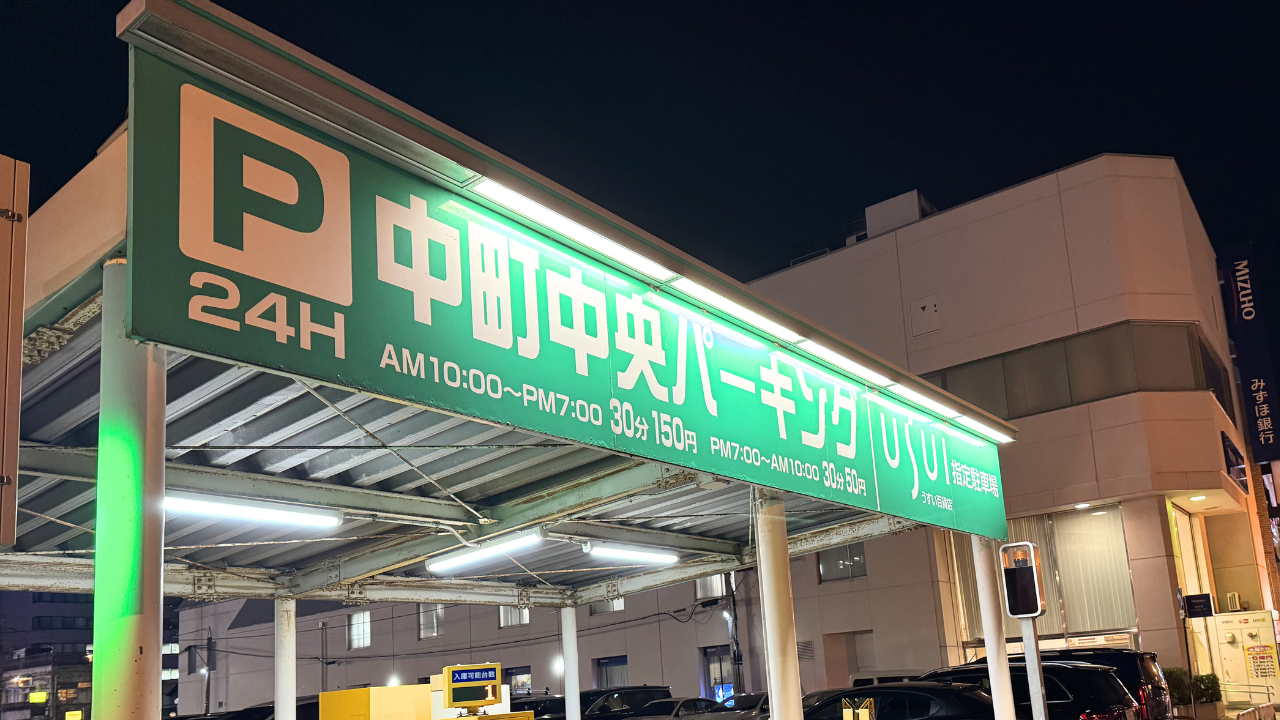 P
24H
中町中央パーキング
AM10:00～PM7:00 30分150円 PM7:00～AM10:00 30分50円
USUI
うすい百貨店
指定駐車場
MIZUHO
みずほ銀行
入庫可能台数